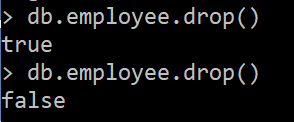 > db.employee.drop()
true
> db.employee.drop()
false